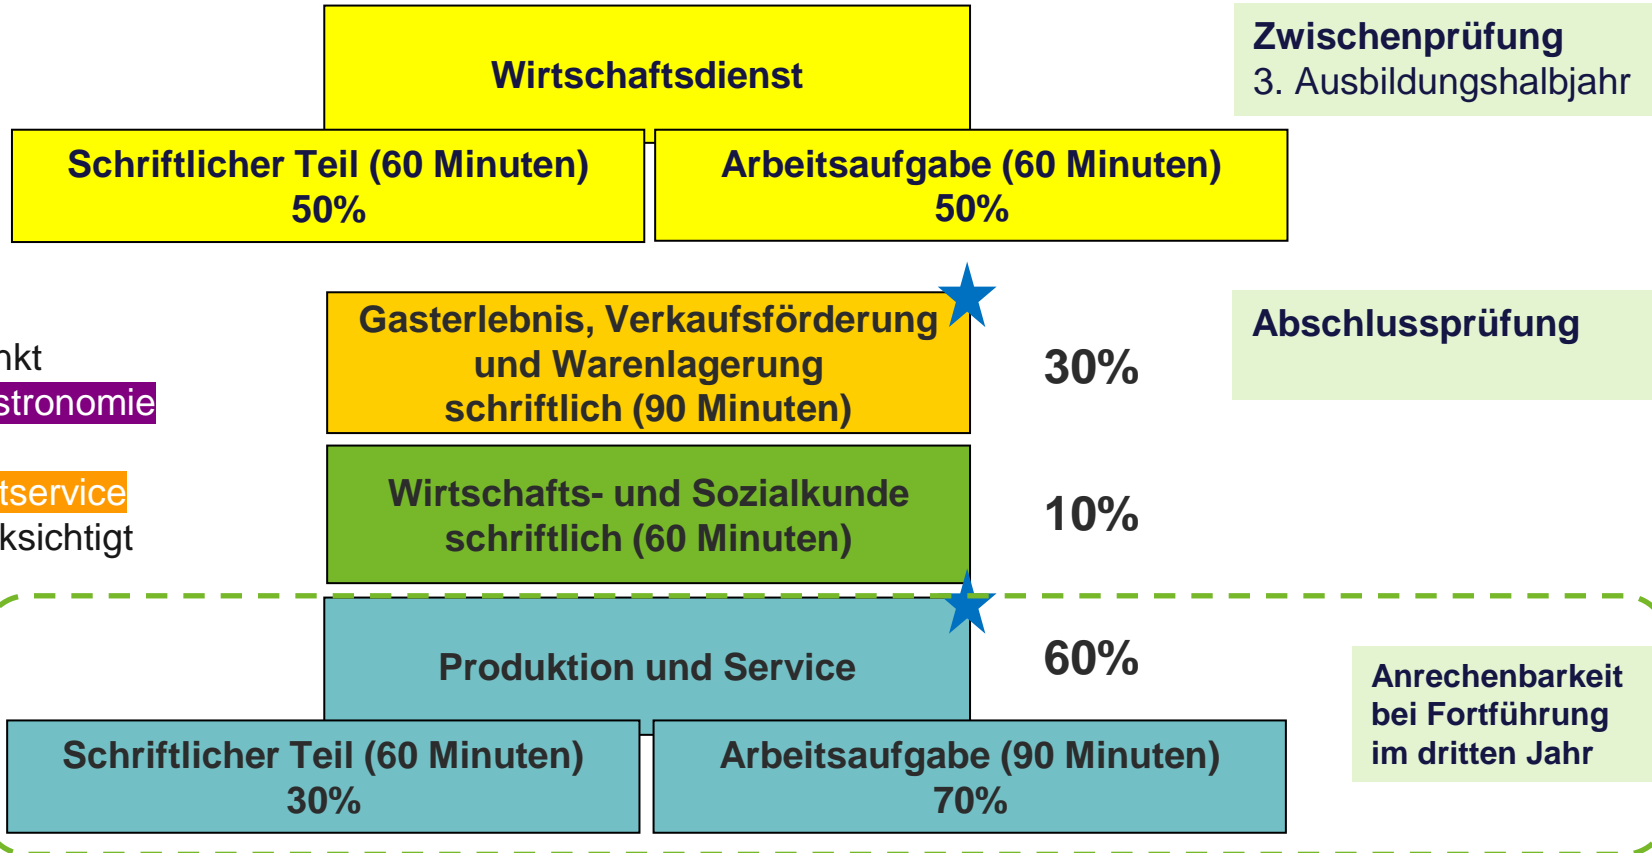 Wirtschaftsdienst
Zwischenprüfung
3. Ausbildungshalbjahr
Schriftlicher Teil (60 Minuten)
50%
Arbeitsaufgabe (60 Minuten)
50%
nkt
stronomie
tservice
ksichtigt
Gasterlebnis, Verkaufsförderung
und Warenlagerung
schriftlich (90 Minuten)
30%
Abschlussprüfung
Wirtschafts- und Sozialkunde
schriftlich (60 Minuten)
10%
Produktion und Service
60%
Anrechenbarkeit
bei Fortführung
im dritten Jahr
Schriftlicher Teil (60 Minuten)
30%
Arbeitsaufgabe (90 Minuten)
70%